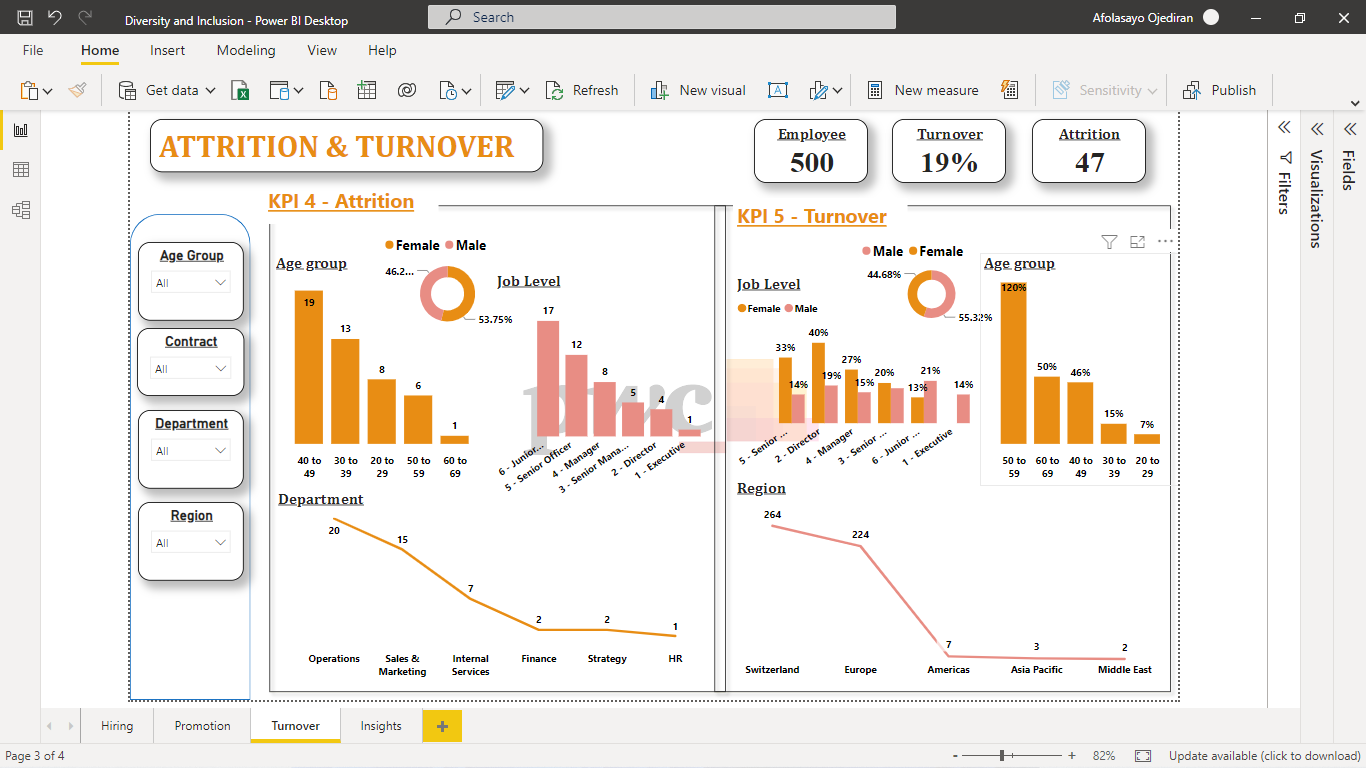 Diversity and Inclusion - Power BI Desktop
Search
Afolasayo Ojediran
File Home Insert Modeling View Help
Get data
Refresh
New visual
New measure
Sensitivity
Publish
ATTRITION & TURNOVER
Employee
500
Turnover
19%
Attrition
47
Filters
Visualizations
Fields
Age Group
All
Contract
All
Department
All
Region
All
KPI 4 - Attrition
Female Male
Age group
46.2...
53.75%
19
13
8
6
1
40 to 49
30 to 39
20 to 29
50 to 59
60 to 69
Job Level
17
12
8
5
4
1
6 - Junior...
5 - Senior Officer
4 - Manager
3 - Senior Mana...
2 - Director
1 - Executive
pwc
Department
20
15
7
2
2
1
Operations
Sales & Marketing
Internal Services
Finance
Strategy
HR
KPI 5 - Turnover
Male Female
44.68%
55.32%
Job Level
Female Male
33%
14%
40%
19%
27%
15%
20%
13%
21%
14%
5 - Senior ...
2 - Director
4 - Manager
3 - Senior ...
6 - Junior ...
1 - Executive
Age group
120%
50%
46%
15%
7%
50 to 59
60 to 69
40 to 49
30 to 39
20 to 29
Region
264
224
7
3
2
Switzerland
Europe
Americas
Asia Pacific
Middle East
Hiring
Promotion
Turnover
Insights
+
Page 3 of 4
- + 82%
Update available (click to download)